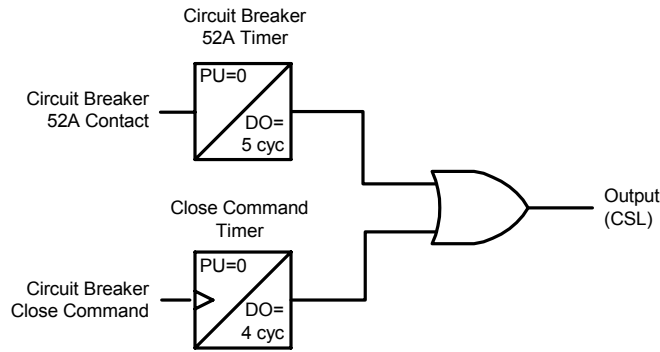 Circuit Breaker
52A Timer
PU=0
Circuit Breaker
52A Contact
DO=
5 cyc
Close Command
Timer
PU=0
Circuit Breaker
Close Command
DO=
4 cyc
Output
(CSL)